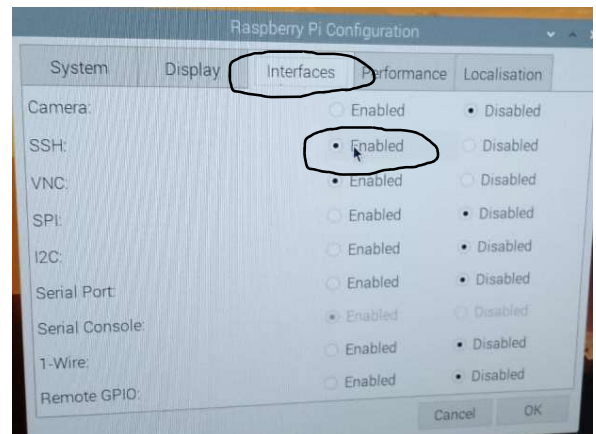 Raspberry Pi Configuration
System Display Interfaces Performance Localisation
Camera: Enabled Disabled
SSH: Enabled Disabled
VNC: Enabled Disabled
SPI: Enabled Disabled
I2C: Enabled Disabled
Serial Port: Enabled Disabled
Serial Console: Enabled Disabled
1-Wire: Enabled Disabled
Remote GPIO: Enabled Disabled
Cancel OK